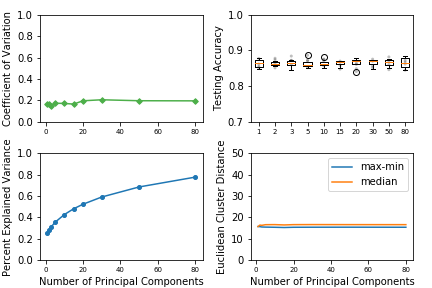 Coefficient of Variation
1.0
0.8
0.6
0.4
0.2
0.0
0 20 40 60 80
Testing Accuracy
1.0
0.9
0.8
0.7
1 2 3 5 10 15 20 30 50 80
Percent Explained Variance
1.0
0.8
0.6
0.4
0.2
0.0
0 20 40 60 80
Number of Principal Components
Euclidean Cluster Distance
50
40
30
20
10
0
0 20 40 60 80
Number of Principal Components
max-min
median